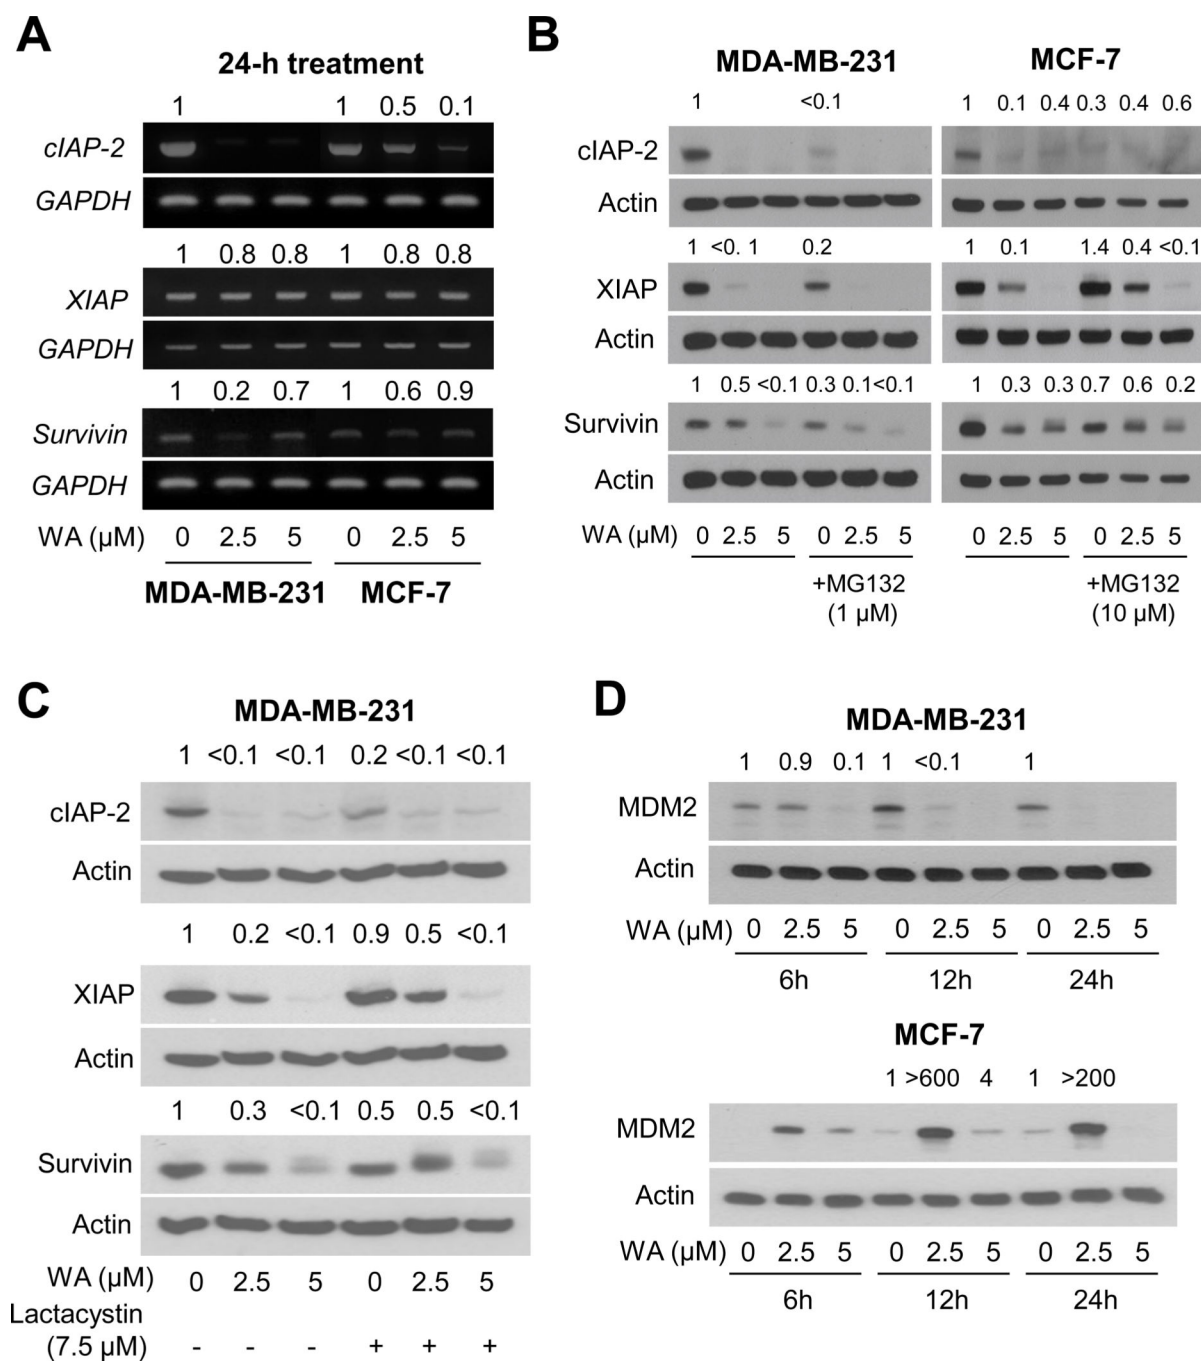 A
24-h treatment
1 1 0.5 0.1
cIAP-2
GAPDH
1 0.8 0.8 1 0.8 0.8
XIAP
GAPDH
1 0.2 0.7 1 0.6 0.9
Survivin
GAPDH
WA (µM) 0 2.5 5 0 2.5 5
MDA-MB-231 MCF-7
B
MDA-MB-231 MCF-7
1 <0.1 1 0.1 0.4 0.3 0.4 0.6
cIAP-2
Actin
1 <0. 1 0.2 1 0.1 1.4 0.4 <0.1
XIAP
Actin
1 0.5 <0.1 0.3 0.1 <0.1 1 0.3 0.3 0.7 0.6 0.2
Survivin
Actin
WA (µM) 0 2.5 5 0 2.5 5 0 2.5 5 0 2.5 5
+MG132 +MG132
(1 µM) (10 µM)
C
MDA-MB-231
1 <0.1 <0.1 0.2 <0.1 <0.1
cIAP-2
Actin
1 0.2 <0.1 0.9 0.5 <0.1
XIAP
Actin
1 0.3 <0.1 0.5 0.5 <0.1
Survivin
Actin
WA (µM) 0 2.5 5 0 2.5 5
Lactacystin
(7.5 µM) - - - + + +
D
MDA-MB-231
1 0.9 0.1 1 <0.1 1
MDM2
Actin
WA (µM) 0 2.5 5 0 2.5 5 0 2.5 5
6h 12h 24h
MCF-7
1 >600 4 1 >200
MDM2
Actin
WA (µM) 0 2.5 5 0 2.5 5 0 2.5 5
6h 12h 24h